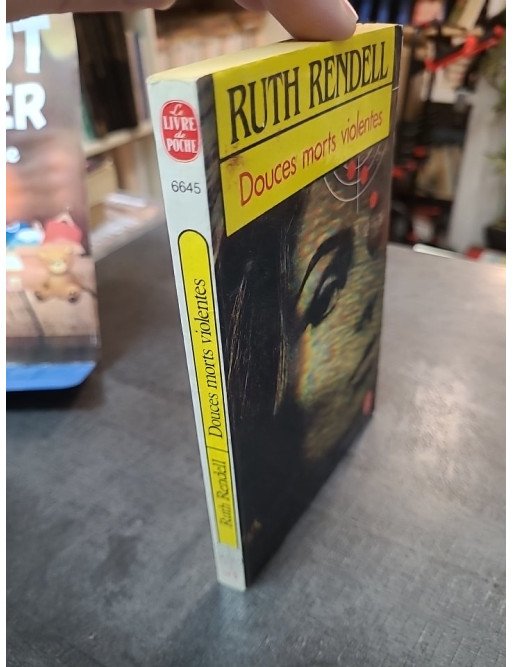 RUTH RENDELL
Douces morts violentes
Le
LIVRE
de
POCHE
6645
Ruth Rendell | Douces morts violentes